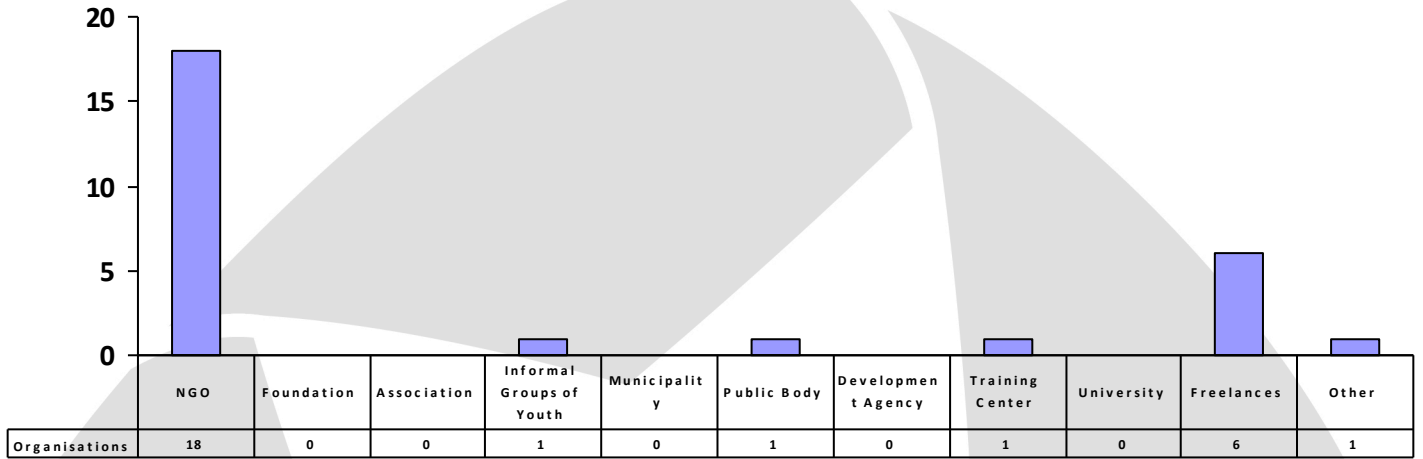 20
15
10
5
0
NGO
Foundation
Association
Informal
Groups of
Youth
Municipalit
y
Public Body
Developmen
t Agency
Training
Center
University
Freelances
Other
Organisations 18 0 0 1 0 1 0 1 0 6 1